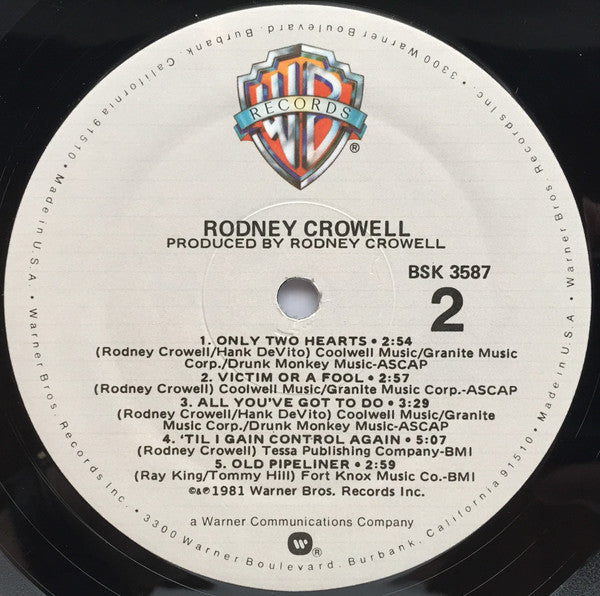 WB
RECORDS
®
RODNEY CROWELL
PRODUCED BY RODNEY CROWELL
BSK 3587
2
1. ONLY TWO HEARTS • 2:54
(Rodney Crowell/Hank DeVito) Coolwell Music/Granite Music
Corp./Drunk Monkey Music-ASCAP
2. VICTIM OR A FOOL • 2:57
(Rodney Crowell) Coolwell Music/Granite Music Corp.-ASCAP
3. ALL YOU'VE GOT TO DO • 3:29
(Rodney Crowell/Hank DeVito) Coolwell Music/Granite
Music Corp./Drunk Monkey Music-ASCAP
4. 'TIL I GAIN CONTROL AGAIN • 5:07
(Rodney Crowell) Tessa Publishing Company-BMI
5. OLD PIPELINER • 2:59
(Ray King/Tommy Hill) Fort Knox Music Co.-BMI
©&℗1981 Warner Bros. Records Inc.
a Warner Communications Company
®
Warner Bros. Records Inc. • 3300 Warner Boulevard, Burbank, California 91510 • Made in U.S.A. • Warner Bros. Records Inc. • 3300 Warner Boulevard, Burbank, California 91510 • Made in U.S.A. •